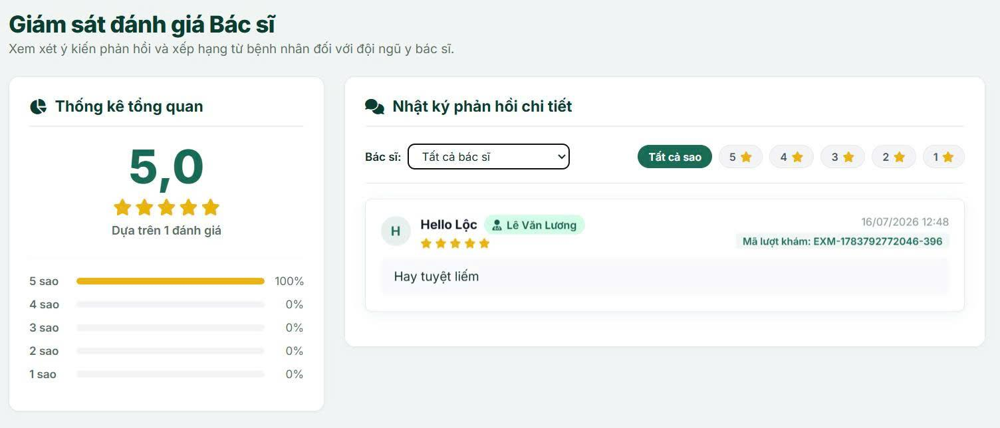 Giám sát đánh giá Bác sĩ
Xem xét ý kiến phản hồi và xếp hạng từ bệnh nhân đối với đội ngũ y bác sĩ.
Thống kê tổng quan
5,0
Dựa trên 1 đánh giá
5 sao 100%
4 sao 0%
3 sao 0%
2 sao 0%
1 sao 0%
Nhật ký phản hồi chi tiết
Bác sĩ: Tất cả bác sĩ Tất cả sao 5 4 3 2 1
H
Hello Lộc Lê Văn Lương
16/07/2026 12:48
Mã lượt khám: EXM-1783792772046-396
Hay tuyệt liếm